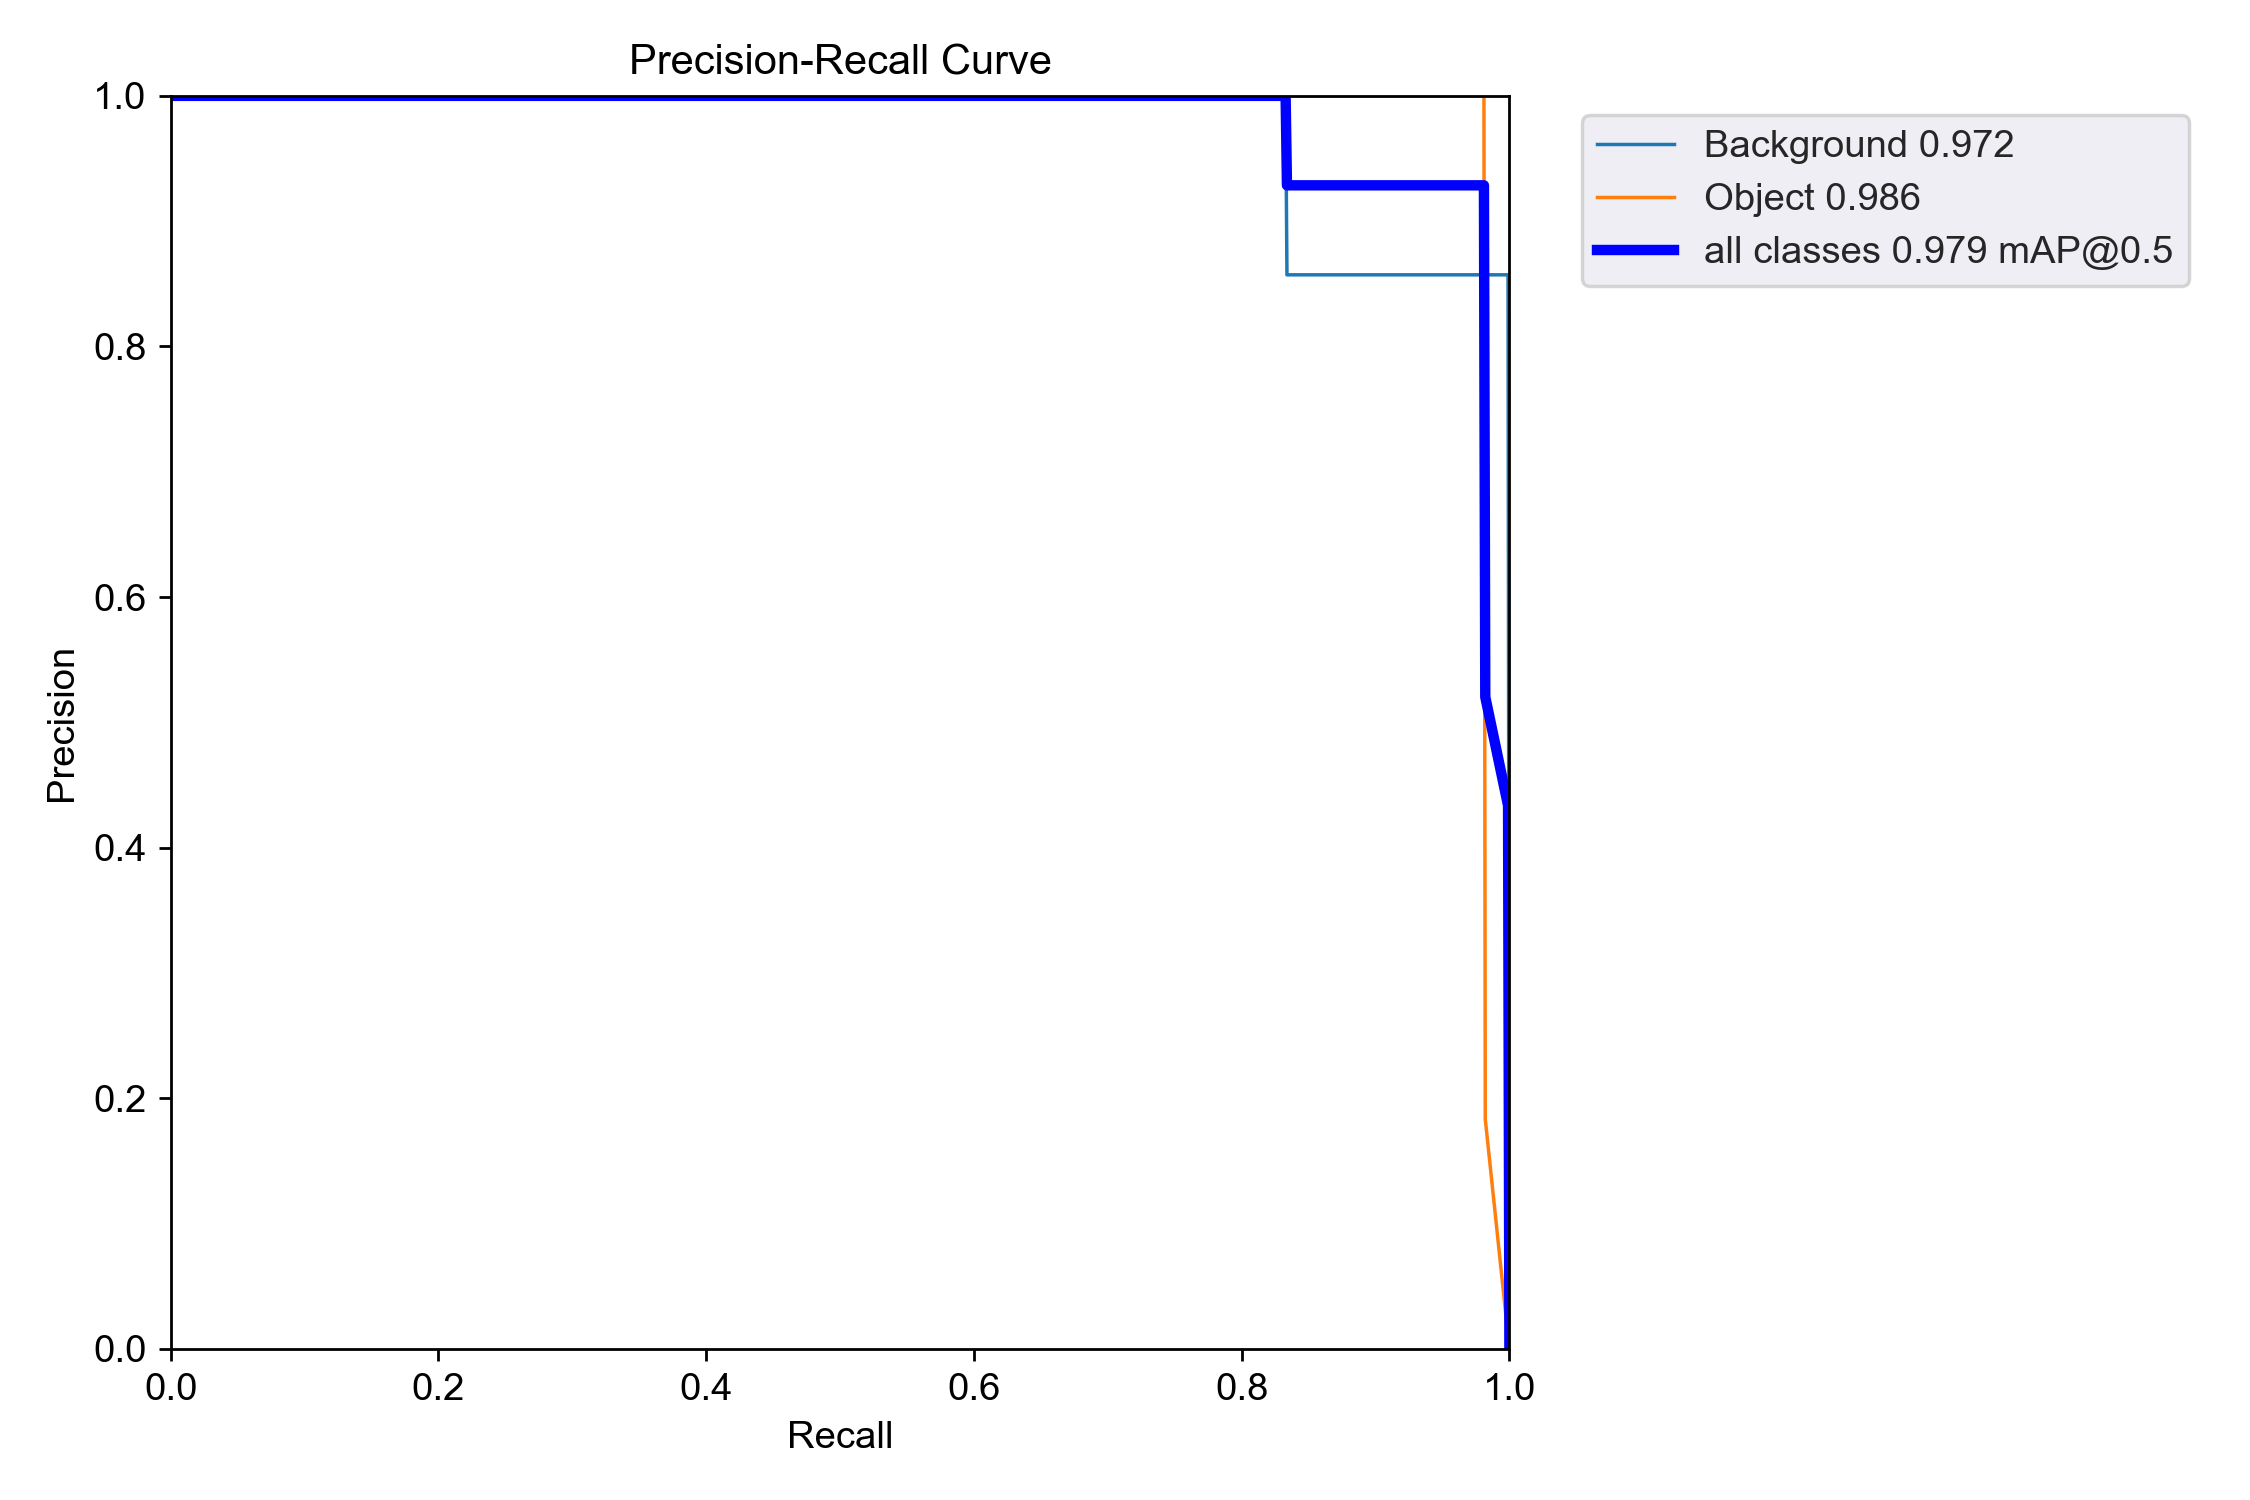 Precision-Recall Curve
1.0
0.8
0.6
0.4
0.2
0.0
Precision
0.0 0.2 0.4 0.6 0.8 1.0
Recall
Background 0.972
Object 0.986
all classes 0.979 mAP@0.5